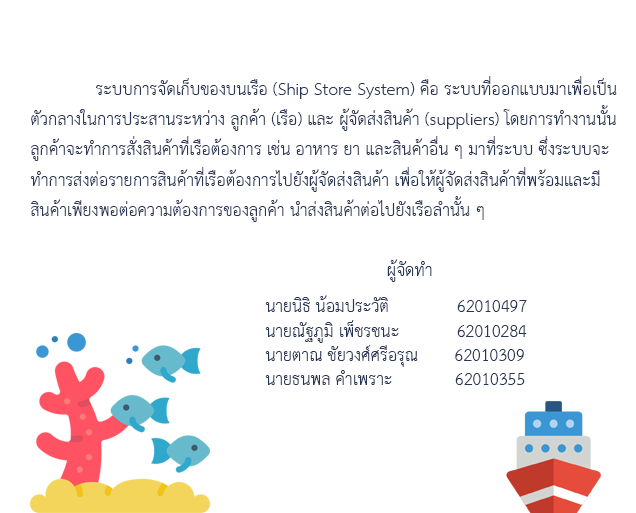 ระบบการจัดเก็บของบนเรือ (Ship Store System) คือ ระบบที่ออกแบบมาเพื่อเป็น
ตัวกลางในการประสานระหว่าง ลูกค้า (เรือ) และ ผู้จัดส่งสินค้า (suppliers) โดยการทำงานนั้น
ลูกค้าจะทำการสั่งสินค้าที่เรือต้องการ เช่น อาหาร ยา และสินค้าอื่น ๆ มาที่ระบบ ซึ่งระบบจะ
ทำการส่งต่อรายการสินค้าที่เรือต้องการไปยังผู้จัดส่งสินค้า เพื่อให้ผู้จัดส่งสินค้าที่พร้อมและมี
สินค้าเพียงพอต่อความต้องการของลูกค้า นำส่งสินค้าต่อไปยังเรือลำนั้น ๆ
ผู้จัดทำ
นายนิธิ น้อมประวัติ 62010497
นายณัฐภูมิ เพ็ชรชนะ 62010284
นายตาณ ชัยวงศ์ศรีอรุณ 62010309
นายธนพล คำเพราะ 62010355